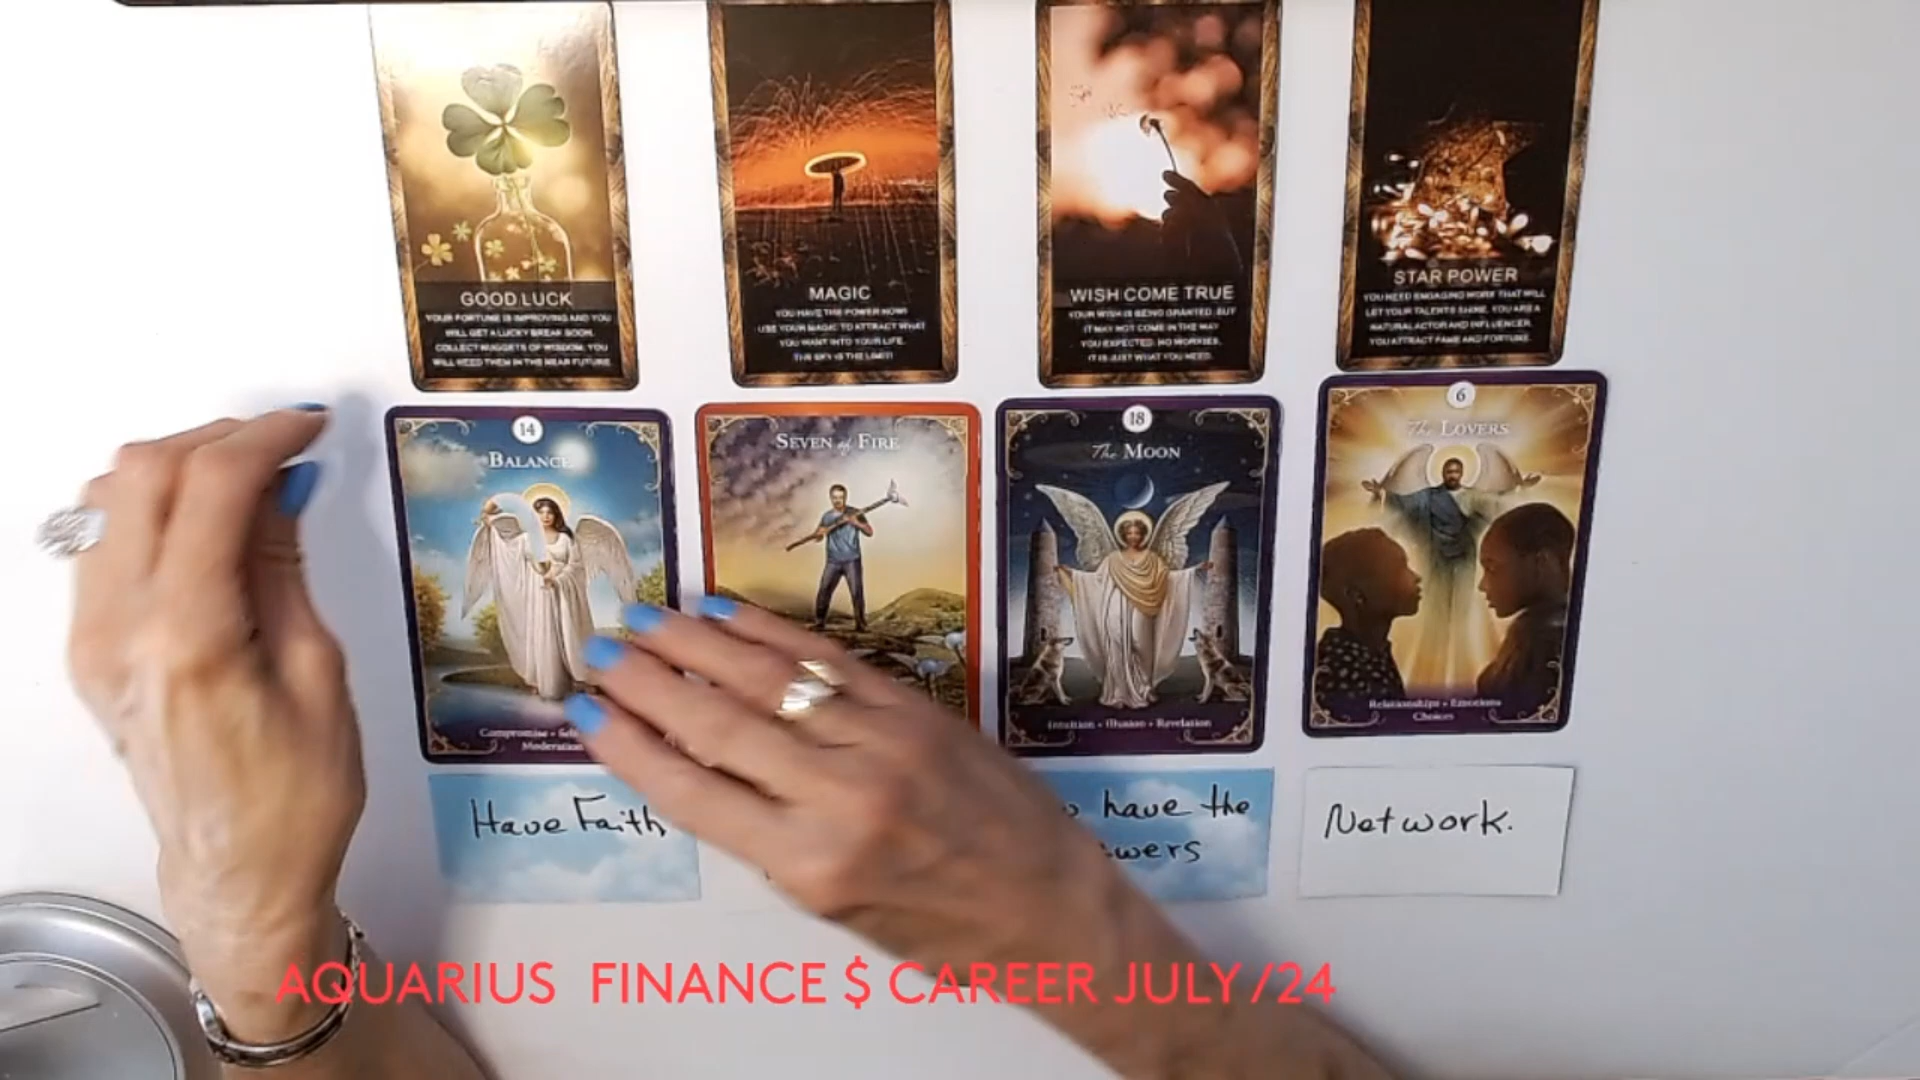 GOOD LUCK
YOUR FORTUNE IS IMPROVING AND YOU
WILL GET A LUCKY BREAK SOON.
COLLECT NUGGETS OF WISDOM. YOU
WILL NEED THEM IN THE NEAR FUTURE.
MAGIC
YOU HAVE THE POWER NOW!
USE YOUR MAGIC TO ATTRACT WHAT
YOU WANT INTO YOUR LIFE.
THE SKY IS THE LIMIT!
WISH COME TRUE
YOUR WISH IS BEING GRANTED, BUT
IT MAY NOT COME IN THE WAY
YOU EXPECTED. NO WORRIES,
IT IS JUST WHAT YOU NEED.
STAR POWER
YOU NEED ENGAGING WORK THAT WILL
LET YOUR TALENTS SHINE. YOU ARE A
NATURAL ACTOR AND INFLUENCER.
YOU ATTRACT FAME AND FORTUNE.
14
BALANCE
Compromise •
Moderation
SEVEN of FIRE
18
The MOON
Intuition • Illusion • Revelation
6
The LOVERS
Relationships • Emotions
Choices
Have Faith
have the
wers
Network.
AQUARIUS FINANCE $ CAREER JULY /24